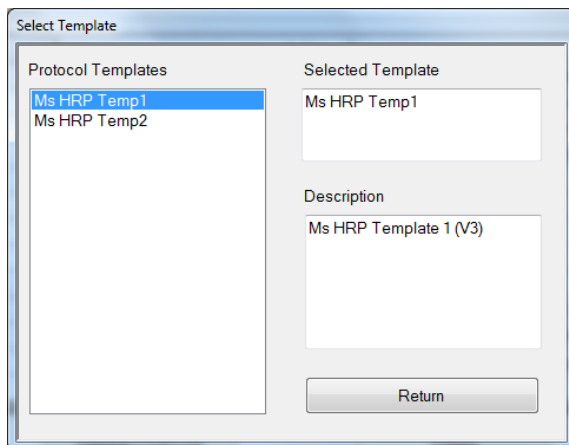 Select Template
Protocol Templates
Ms HRP Temp1
Ms HRP Temp2
Selected Template
Ms HRP Temp1
Description
Ms HRP Template 1 (V3)
Return